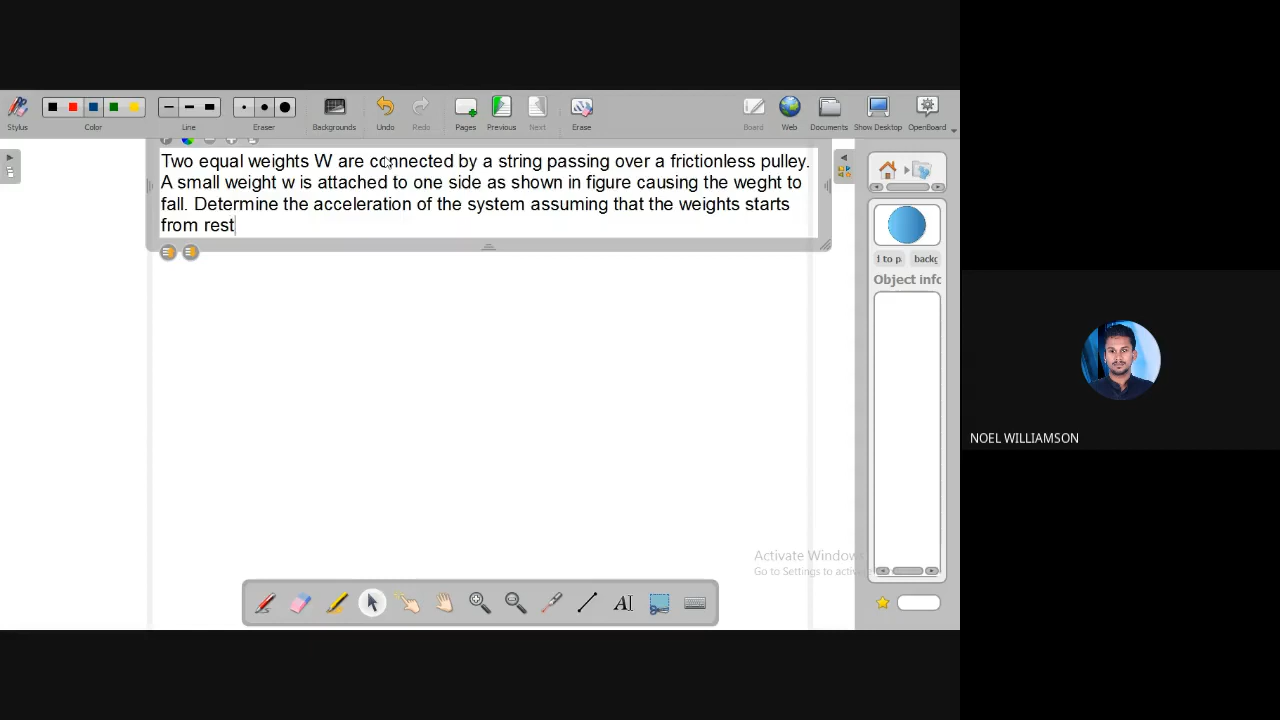 Stylus
Color
Line
Eraser
Backgrounds
Undo
Redo
Pages
Previous
Next
Erase
Board
Web
Documents
Show Desktop
OpenBoard
Two equal weights W are connected by a string passing over a frictionless pulley.
A small weight w is attached to one side as shown in figure causing the weght to
fall. Determine the acceleration of the system assuming that the weights starts
from rest
Object info
NOEL WILLIAMSON
Activate Windows
Go to Settings to activ
AI